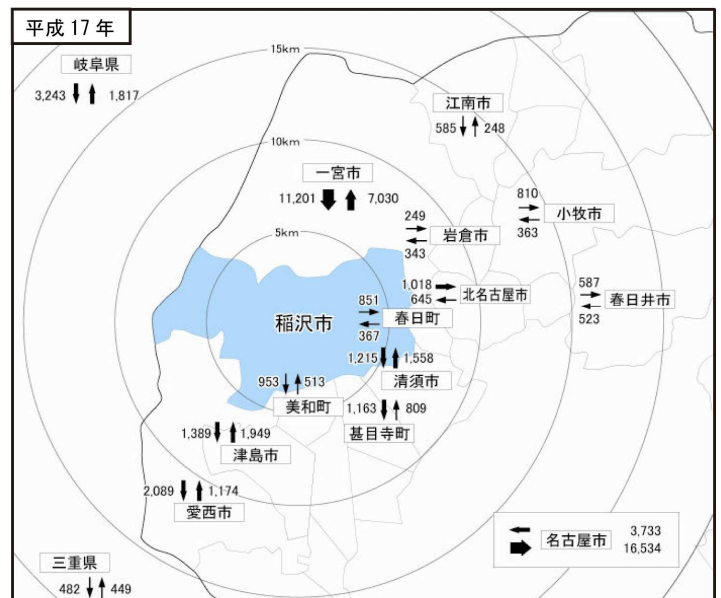 平成 17 年
岐阜県
3,243 1,817
15km
江南市
585 248
10km
一宮市
11,201 7,030
810
小牧市
363
249
岩倉市
343
5km
1,018
北名古屋市
645
587
春日井市
523
稲沢市
851
春日町
367
1,215 1,558
清須市
953 513
美和町
1,163 809
甚目寺町
1,389 1,949
津島市
2,089 1,174
愛西市
名古屋市
3,733
16,534
三重県
482 449